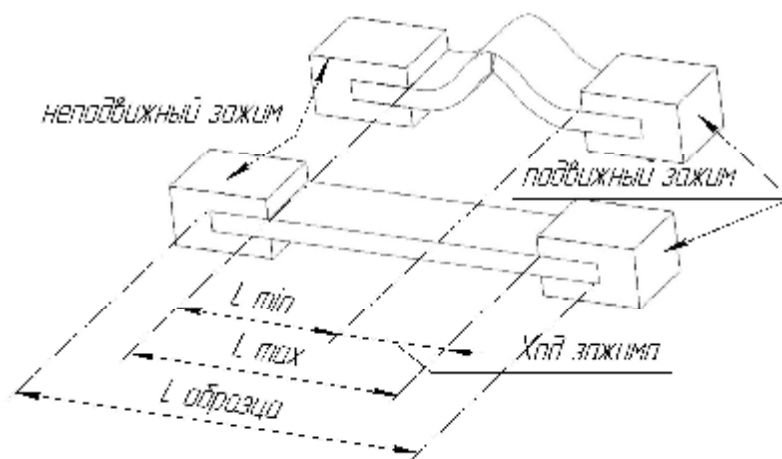 неподвижный зажим
подвижный зажим
L min
L max
Ход зажима
L образца